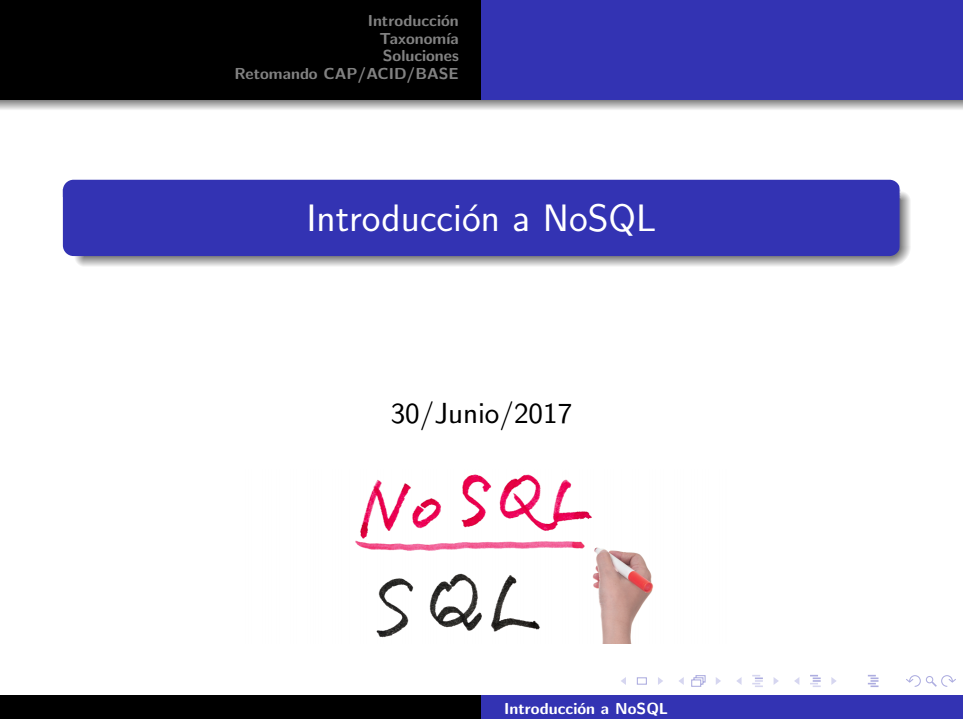 Introducción
Taxonomía
Soluciones
Retomando CAP/ACID/BASE
Introducción a NoSQL
30/Junio/2017
NoSQL
SQL
Introducción a NoSQL